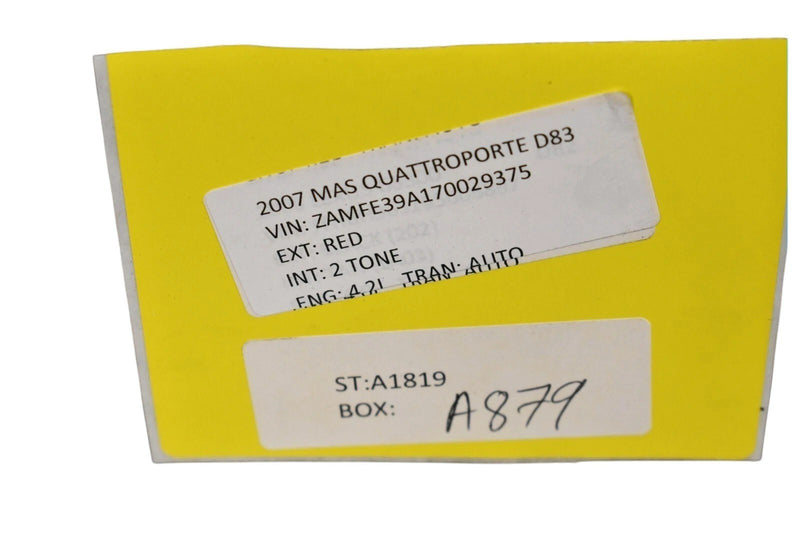 2007 MAS QUATTROPORTE D83
VIN: ZAMFE39A170029375
EXT: RED
INT: 2 TONE
ENG: 4.2L TRAN: AUTO
ST:A1819
BOX: A879